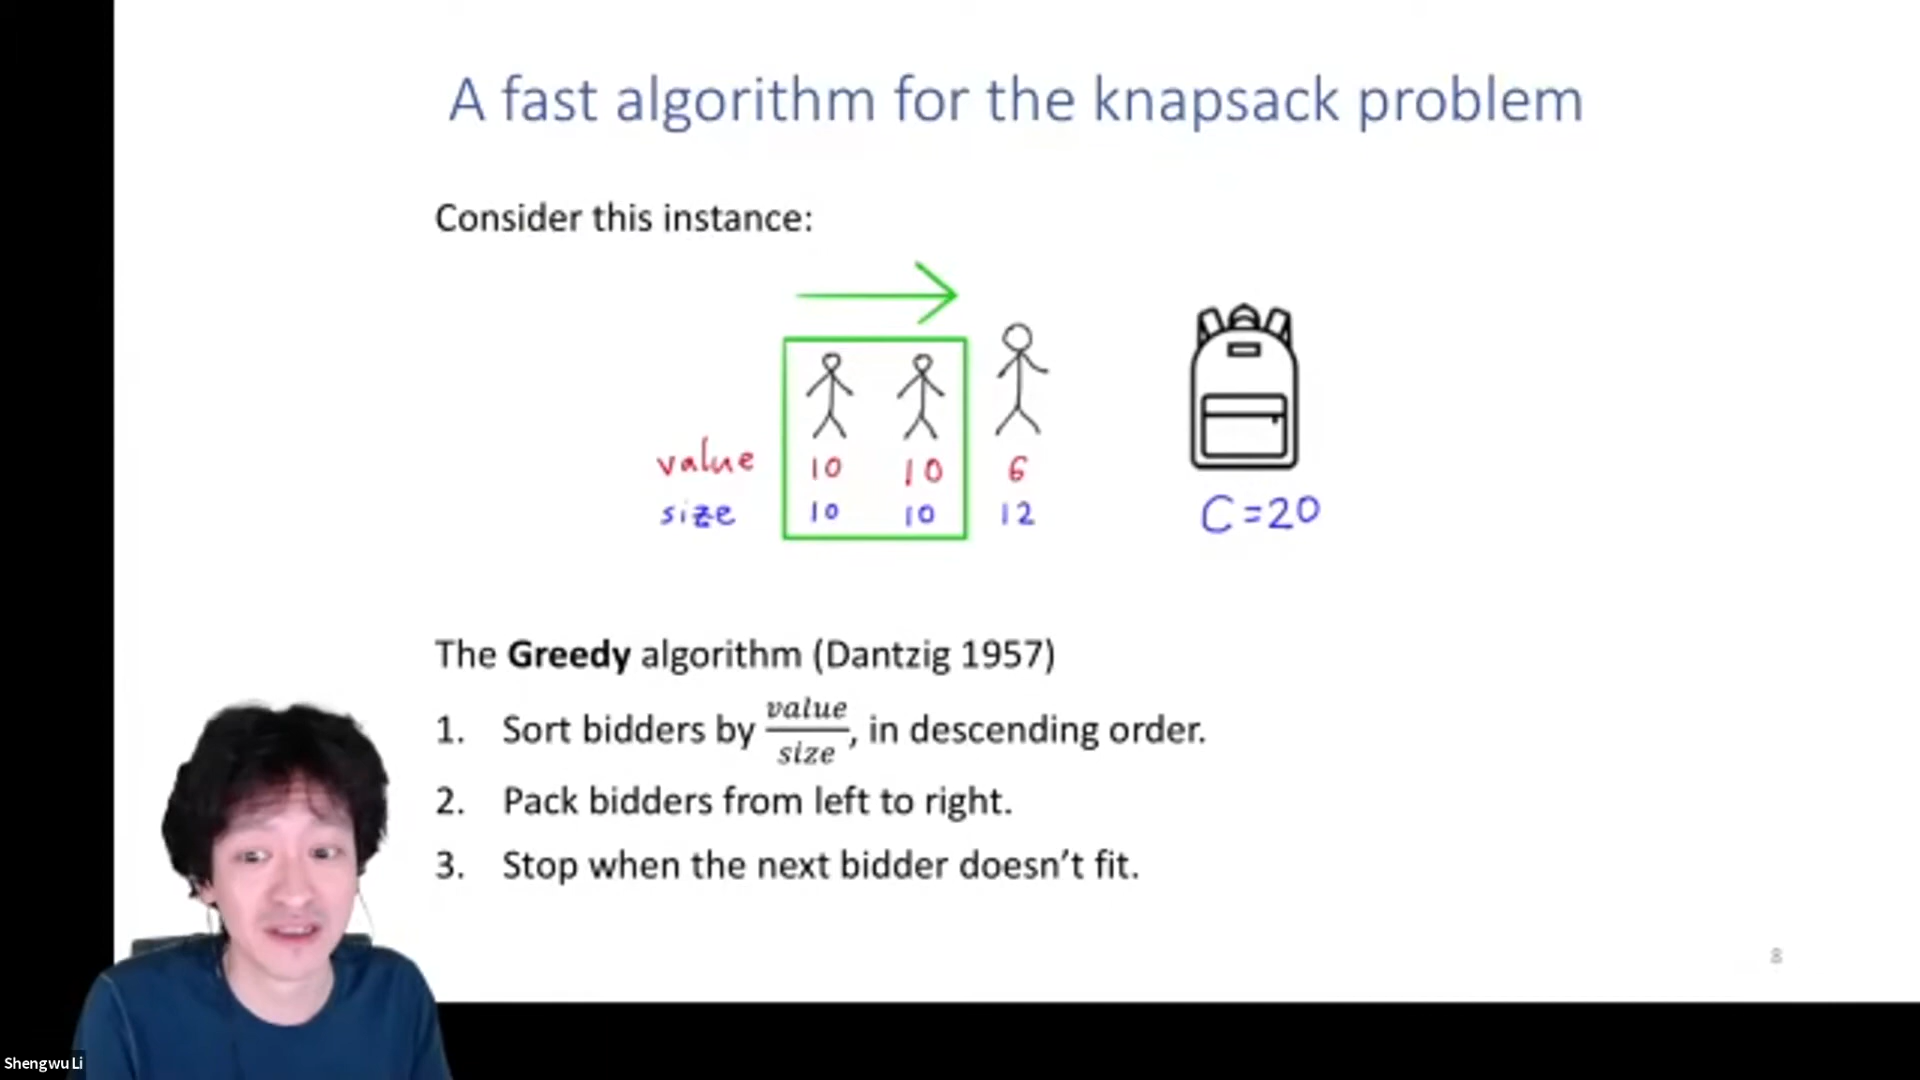 A fast algorithm for the knapsack problem
Consider this instance:
value 10 10 6
size 10 10 12
C=20
The Greedy algorithm (Dantzig 1957)
1. Sort bidders by value/size, in descending order.
2. Pack bidders from left to right.
3. Stop when the next bidder doesn't fit.
8
Shengwu Li